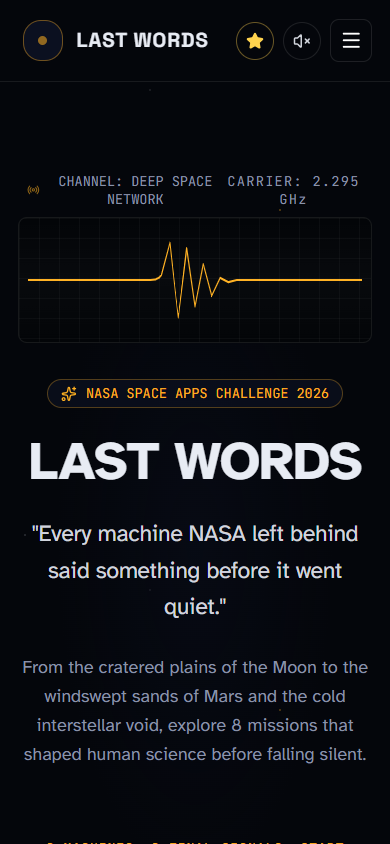 LAST WORDS
CHANNEL: DEEP SPACE NETWORK
CARRIER: 2.295 GHz
NASA SPACE APPS CHALLENGE 2026
LAST WORDS
"Every machine NASA left behind
said something before it went
quiet."
From the cratered plains of the Moon to the
windswept sands of Mars and the cold
interstellar void, explore 8 missions that
shaped human science before falling silent.